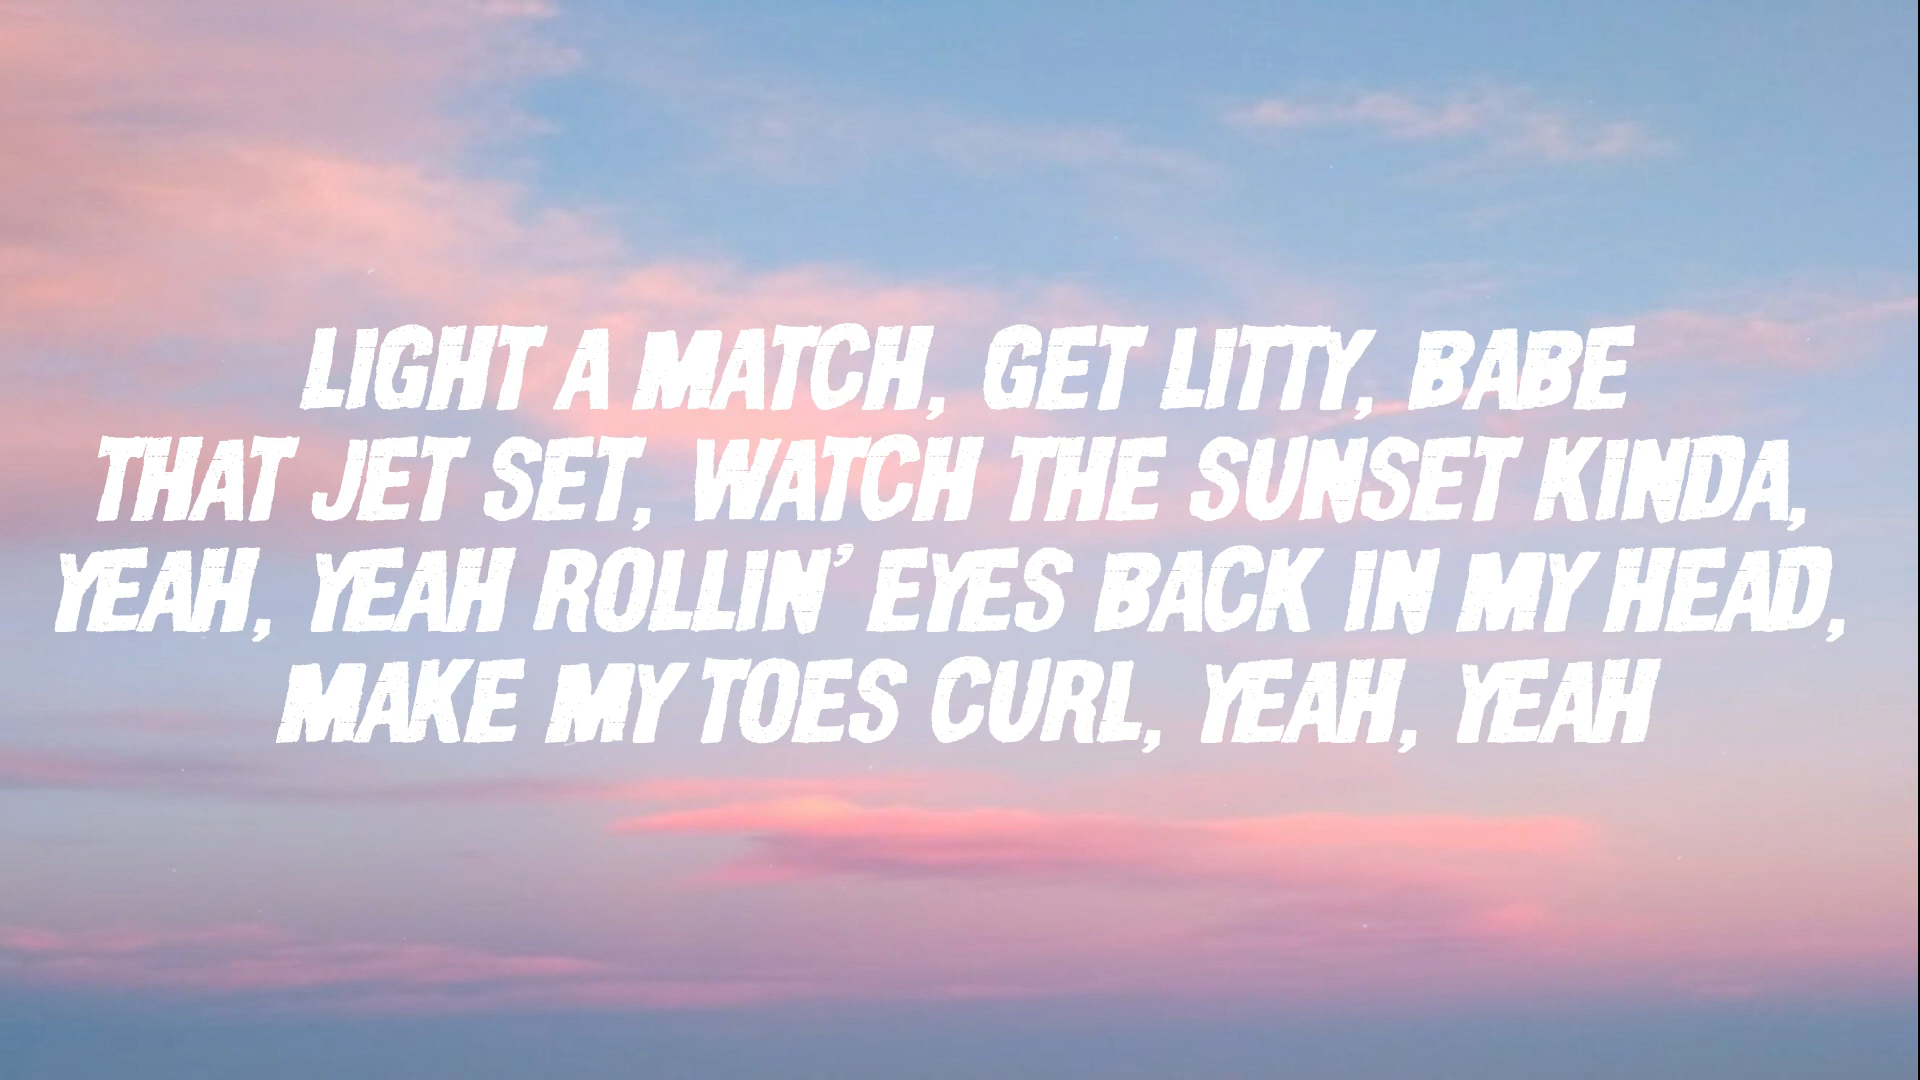 LIGHT A MATCH, GET LITTY, BABE
THAT JET SET, WATCH THE SUNSET KINDA,
YEAH, YEAH ROLLIN’ EYES BACK IN MY HEAD,
MAKE MY TOES CURL, YEAH, YEAH